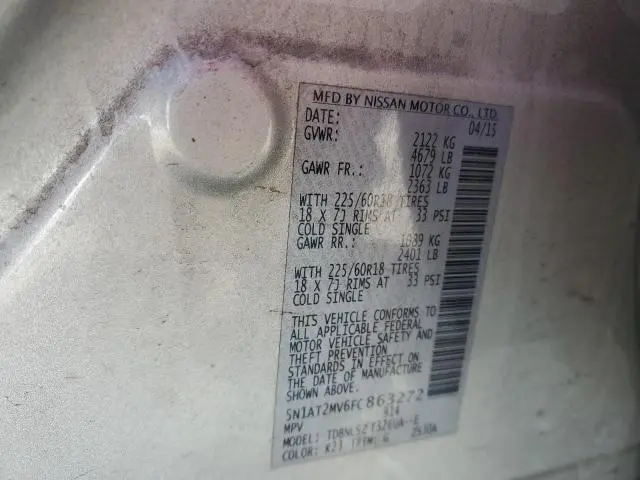 MFD BY NISSAN MOTOR CO., LTD.
DATE: 04/15
GVWR: 2122 KG
4679 LB
GAWR FR.: 1072 KG
2363 LB
WITH 225/60R18 TIRES
18 X 7J RIMS AT 33 PSI
COLD SINGLE
GAWR RR.: 1089 KG
2401 LB
WITH 225/60R18 TIRES
18 X 7J RIMS AT 33 PSI
COLD SINGLE
THIS VEHICLE CONFORMS TO
ALL APPLICABLE FEDERAL
MOTOR VEHICLE SAFETY AND
THEFT PREVENTION
STANDARDS IN EFFECT ON
THE DATE OF MANUFACTURE
SHOWN ABOVE
5N1AT2MV6FC863272
MPV 914
MODEL:
COLOR: K23 TRIM: G